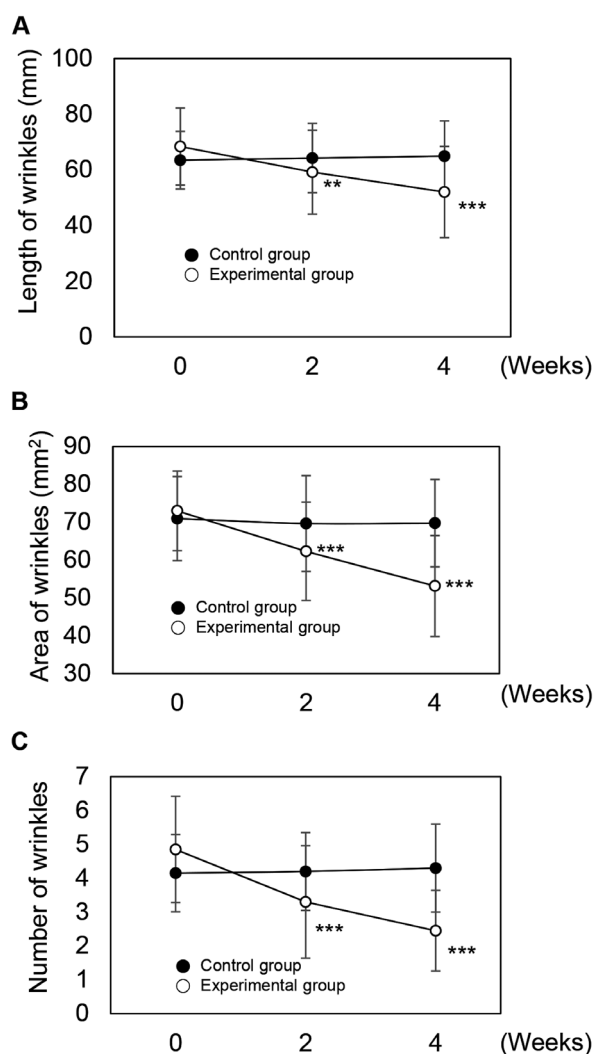 A
Length of wrinkles (mm)
100
80
60
40
20
0
**
***
Control group
Experimental group
0 2 4 (Weeks)
B
Area of wrinkles (mm²)
90
80
70
60
50
40
30
***
***
Control group
Experimental group
0 2 4 (Weeks)
C
Number of wrinkles
7
6
5
4
3
2
1
0
***
***
Control group
Experimental group
0 2 4 (Weeks)